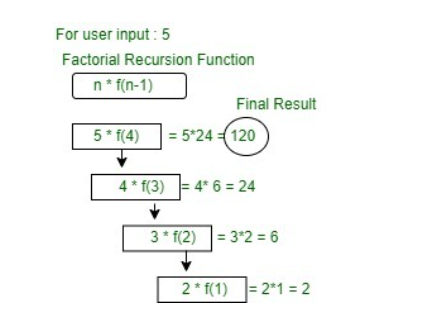 For user input : 5
Factorial Recursion Function
n * f(n-1)
Final Result
5 * f(4) = 5*24 = 120
4 * f(3) = 4* 6 = 24
3 * f(2) = 3*2 = 6
2 * f(1) = 2*1 = 2